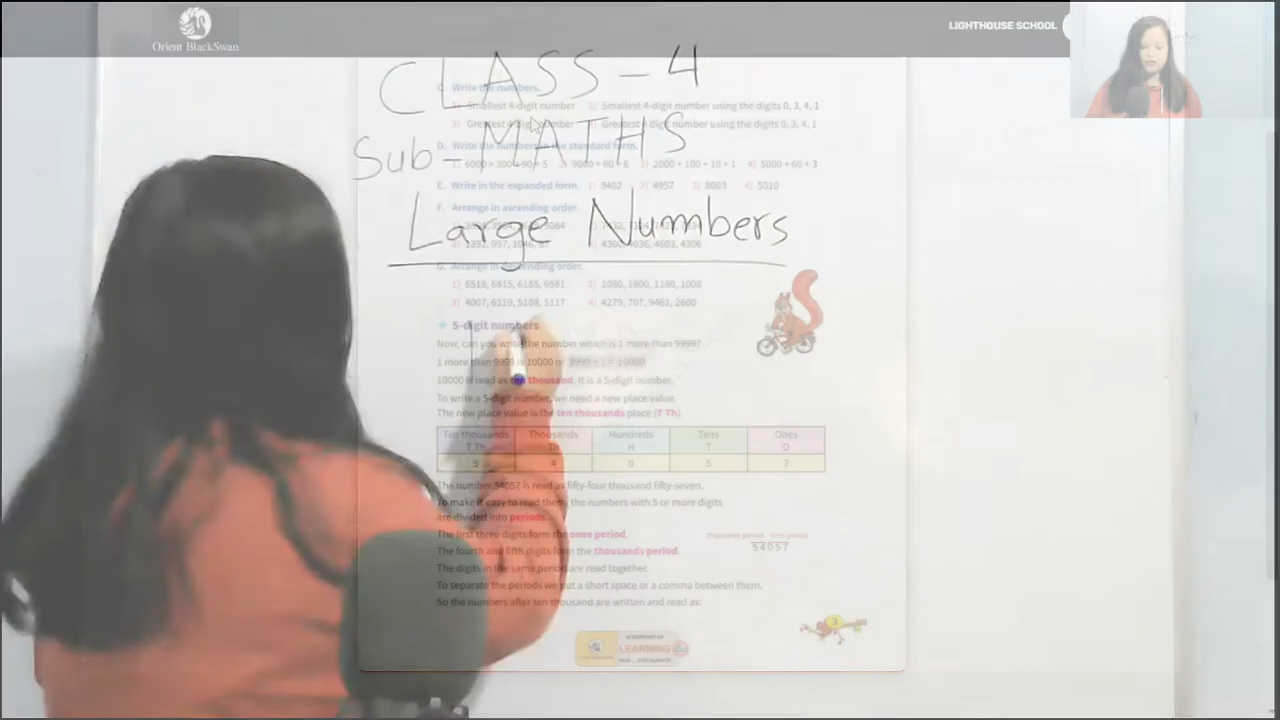 Orient BlackSwan
LIGHTHOUSE SCHOOL
CLASS - 4
Sub - MATHS
Large Numbers
C. Write the numbers.
1) Smallest 4-digit number 2) Smallest 4-digit number using the digits 0, 3, 4, 1
3) Greatest 4-digit number 4) Greatest 4 digit number using the digits 0, 3, 4, 1
D. Write the numbers in the standard form.
1) 6000 + 300 + 90 + 5 2) 9000 + 60 + 6 3) 2000 + 100 + 10 + 1 4) 5000 + 60 + 3
E. Write in the expanded form. 1) 3402 2) 4957 3) 8003 4) 5010
F. Arrange in ascending order.
4) 4360, 4036, 4603, 4306
G. Arrange in descending order.
1) 6519, 6815, 6185, 6581 2) 1080, 1800, 1186, 1008
3) 4007, 6119, 5108, 5117 4) 4279, 707, 9461, 2600
5-digit numbers
Now, can you write the number which is 1 more than 9999?
1 more than 9999 is 10000 or 9999 + 1 = 10000
10000 is read as ten thousand. It is a 5-digit number.
To write a 5-digit number, we need a new place value.
The new place value is the ten thousands place (T Th).
Ten thousands Thousands Hundreds Tens Ones
T Th Th H T O
5 4 0 5 7
The number 54057 is read as fifty-four thousand fifty-seven.
To make it easy to read them, the numbers with 5 or more digits
are divided into periods.
The first three digits form the ones period.
thousands period ones period
The fourth and fifth digits form the thousands period.
54057
The digits in the same period are read together.
To separate the periods we put a short space or a comma between them.
So the numbers after ten thousand are written and read as:
3
LEARNING